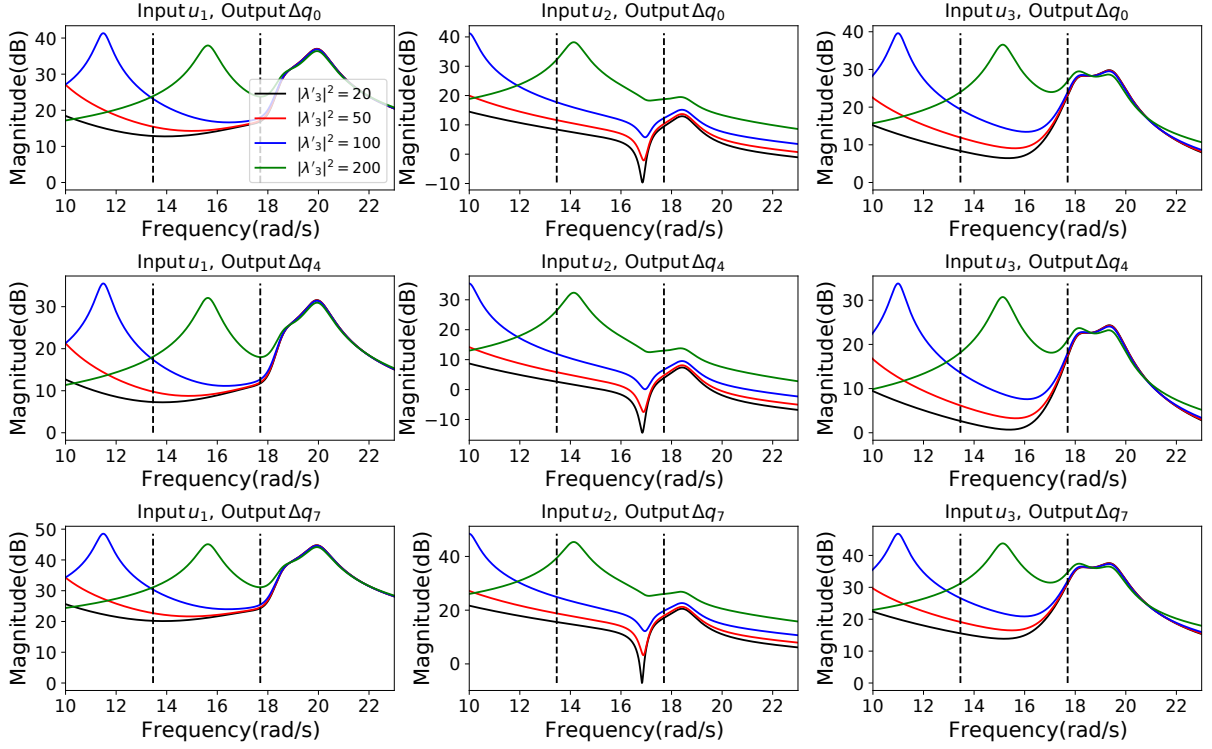 Input u₁, Output Δq₀
Magnitude(dB)
40
30
20
10
0
10 12 14 16 18 20 22
Frequency(rad/s)
|λ'₃|² = 20
|λ'₃|² = 50
|λ'₃|² = 100
|λ'₃|² = 200
Input u₂, Output Δq₀
Magnitude(dB)
40
30
20
10
0
−10
10 12 14 16 18 20 22
Frequency(rad/s)
Input u₃, Output Δq₀
Magnitude(dB)
40
30
20
10
0
10 12 14 16 18 20 22
Frequency(rad/s)
Input u₁, Output Δq₄
Magnitude(dB)
30
20
10
0
10 12 14 16 18 20 22
Frequency(rad/s)
Input u₂, Output Δq₄
Magnitude(dB)
30
20
10
0
−10
10 12 14 16 18 20 22
Frequency(rad/s)
Input u₃, Output Δq₄
Magnitude(dB)
30
20
10
0
10 12 14 16 18 20 22
Frequency(rad/s)
Input u₁, Output Δq₇
Magnitude(dB)
50
40
30
20
10
0
10 12 14 16 18 20 22
Frequency(rad/s)
Input u₂, Output Δq₇
Magnitude(dB)
40
20
0
10 12 14 16 18 20 22
Frequency(rad/s)
Input u₃, Output Δq₇
Magnitude(dB)
40
30
20
10
0
10 12 14 16 18 20 22
Frequency(rad/s)